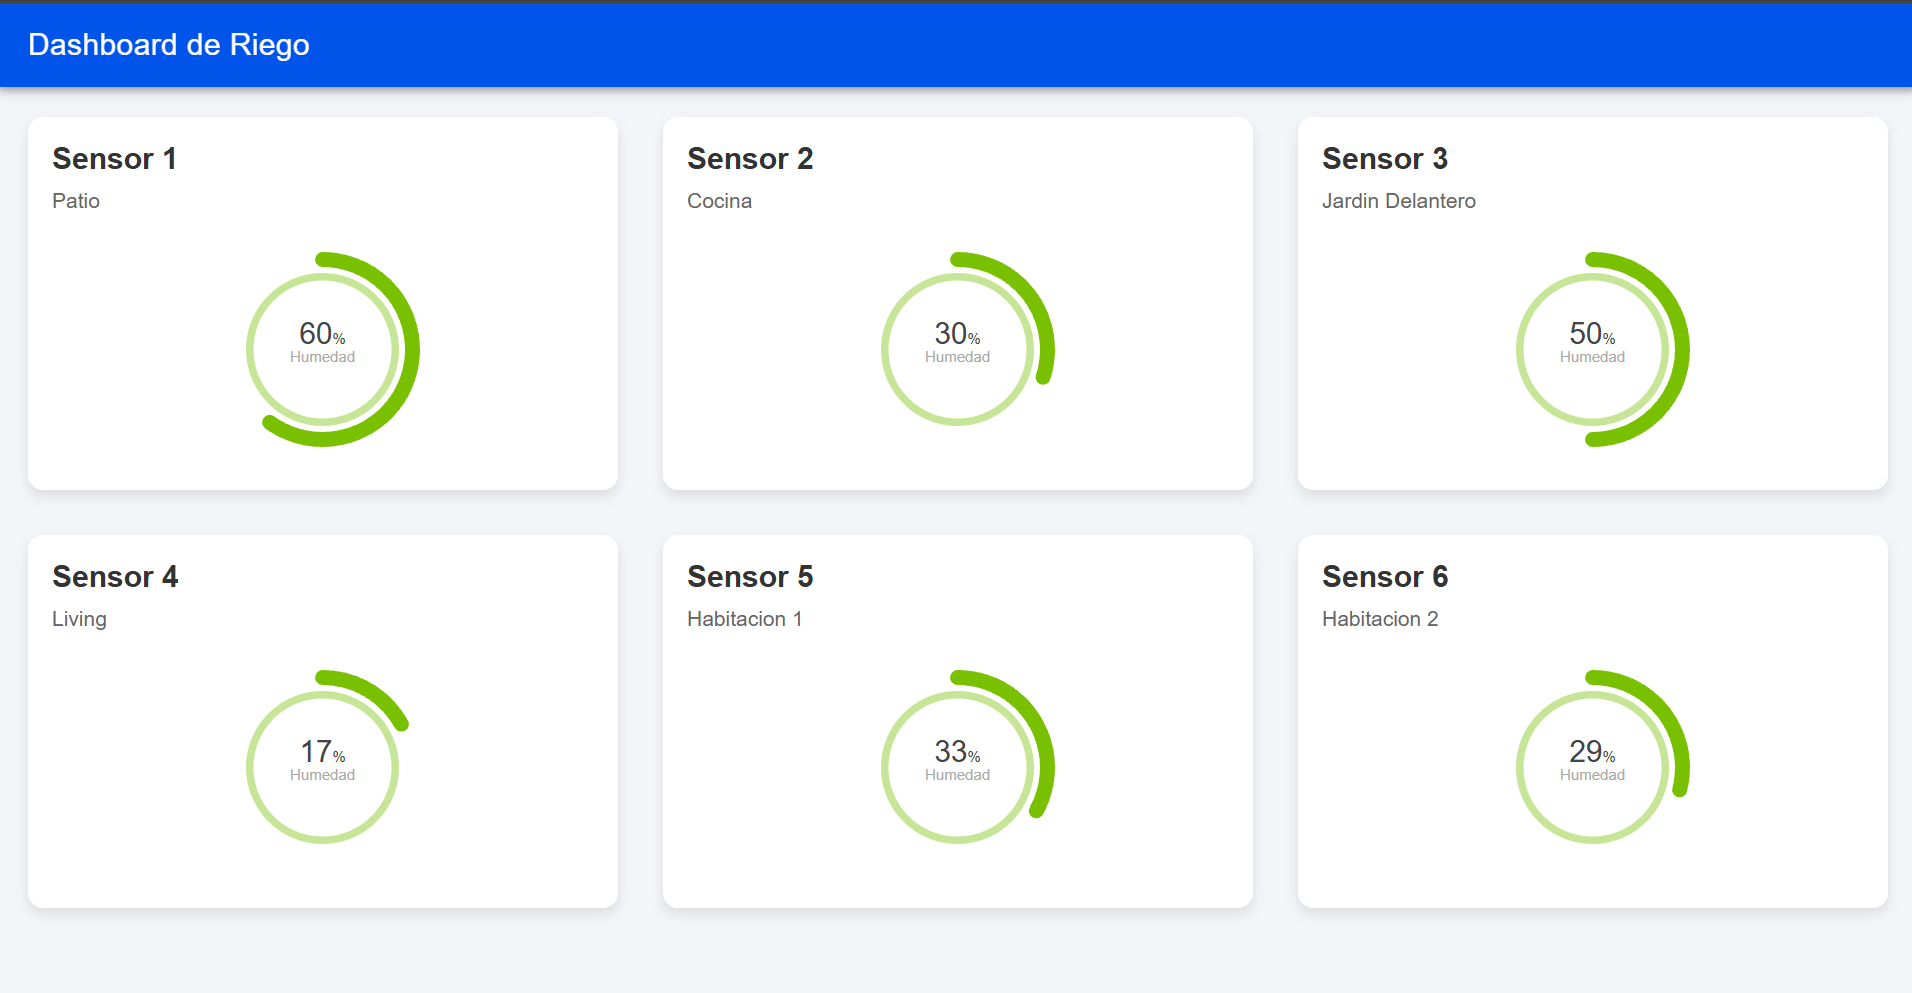 Dashboard de Riego
Sensor 1
Patio
60%
Humedad
Sensor 2
Cocina
30%
Humedad
Sensor 3
Jardin Delantero
50%
Humedad
Sensor 4
Living
17%
Humedad
Sensor 5
Habitacion 1
33%
Humedad
Sensor 6
Habitacion 2
29%
Humedad